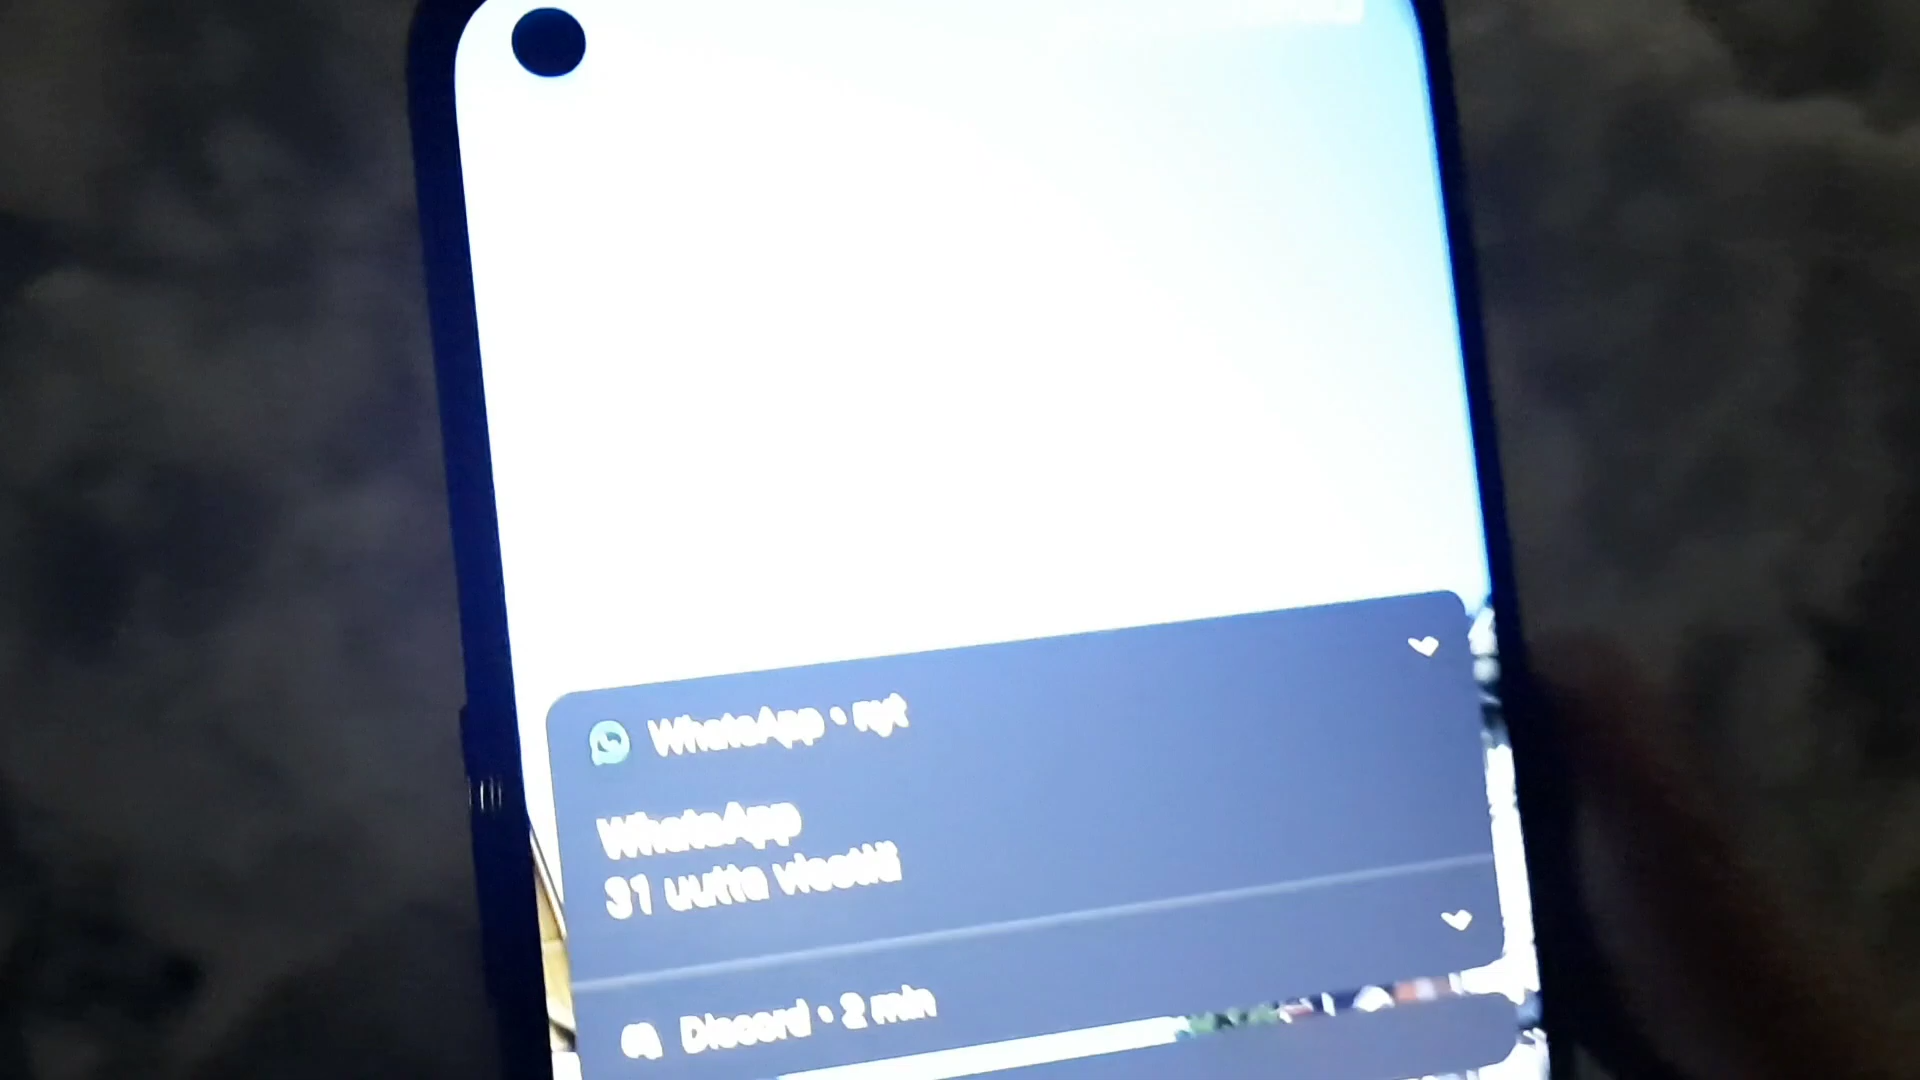 WhatsApp • nyt
WhatsApp
31 uutta viestiä
Discord • 2 min